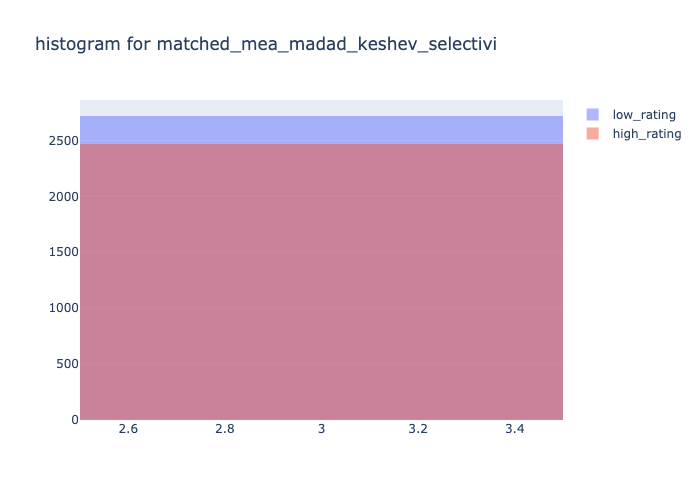 histogram for matched_mea_madad_keshev_selectivi
low_rating
high_rating
2500
2000
1500
1000
500
0
2.6 2.8 3 3.2 3.4